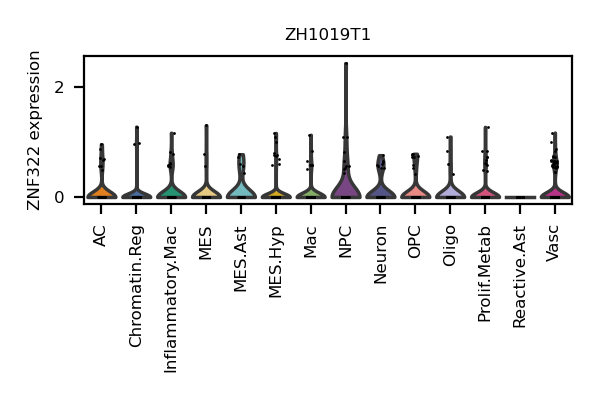 ZH1019T1
ZNF322 expression
2
0
AC
Chromatin.Reg
Inflammatory.Mac
MES
MES.Ast
MES.Hyp
Mac
NPC
Neuron
OPC
Oligo
Prolif.Metab
Reactive.Ast
Vasc